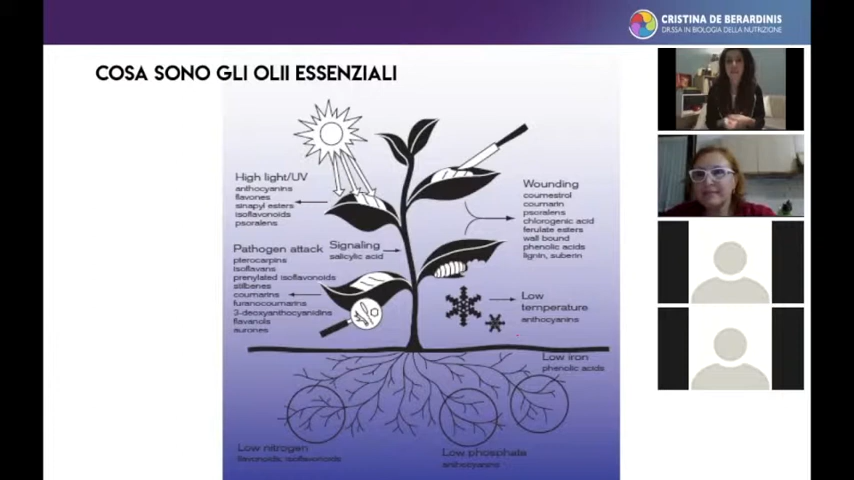 CRISTINA DE BERARDINIS
DR.SSA IN BIOLOGIA DELLA NUTRIZIONE
COSA SONO GLI OLII ESSENZIALI
High light/UV
anthocyanins
flavones
sinapyl esters
isoflavonoids
psoralens
Wounding
coumestrol
coumarin
psoralens
chlorogenic acid
ferulate esters
wall bound
phenolic acids
lignin, suberin
Pathogen attack
pterocarpins
isoflavans
prenylated isoflavonoids
stilbenes
coumarins
furanocoumarins
3-deoxyanthocyanidins
flavanols
aurones
Signaling
salicylic acid
Low
temperature
anthocyanins
Low iron
phenolic acids
Low nitrogen
flavonoids, isoflavonoids
Low phosphate
anthocyanins